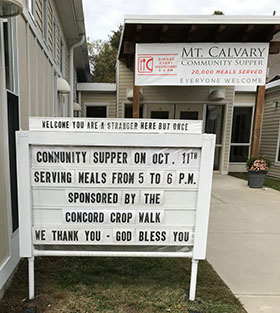 MT. CALVARY
COMMUNITY SUPPER
20,000 MEALS SERVED
EVERYONE WELCOME
WELCOME YOU ARE A STRANGER HERE BUT ONCE
COMMUNITY SUPPER ON OCT. 11TH
SERVING MEALS FROM 5 TO 6 P.M.
SPONSORED BY THE
CONCORD CROP WALK
WE THANK YOU - GOD BLESS YOU